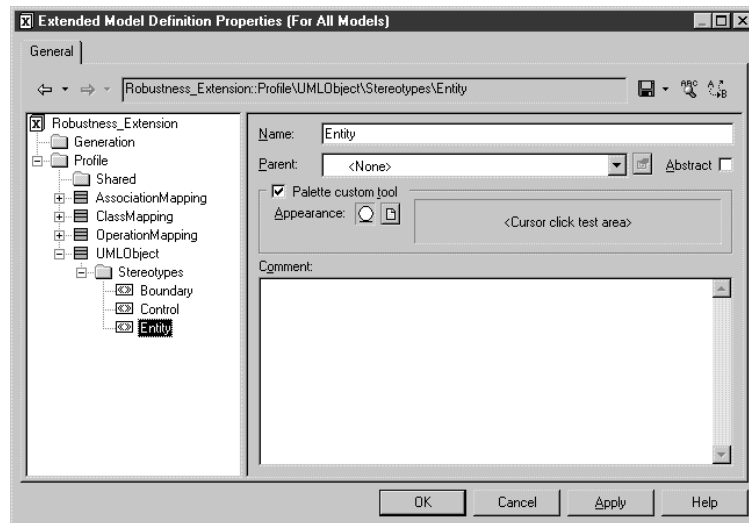 Extended Model Definition Properties (For All Models)
General
Robustness_Extension::Profile\UMLObject\Stereotypes\Entity
Robustness_Extension
Generation
Profile
Shared
AssociationMapping
ClassMapping
OperationMapping
UMLObject
Stereotypes
Boundary
Control
Entity
Name: Entity
Parent: <None> Abstract
Palette custom tool
Appearance: <Cursor click test area>
Comment:
OK Cancel Apply Help